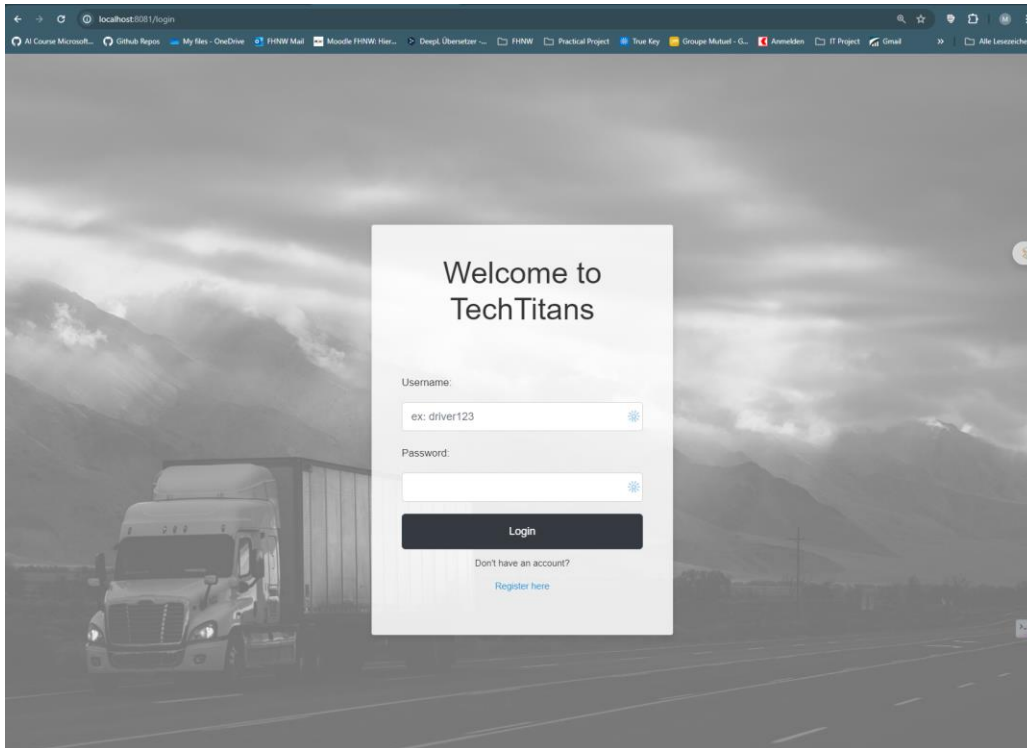 localhost:8081/login
AI Course Microsoft... Github Repos My files - OneDrive FHNW Mail Moodle FHNW: Hier... DeepL Übersetzer -... FHNW Practical Project True Key Groupe Mutuel - G... Anmelden IT Project Gmail » Alle Lesezeiche
Welcome to
TechTitans
Username:
ex: driver123
Password:
Login
Don't have an account?
Register here